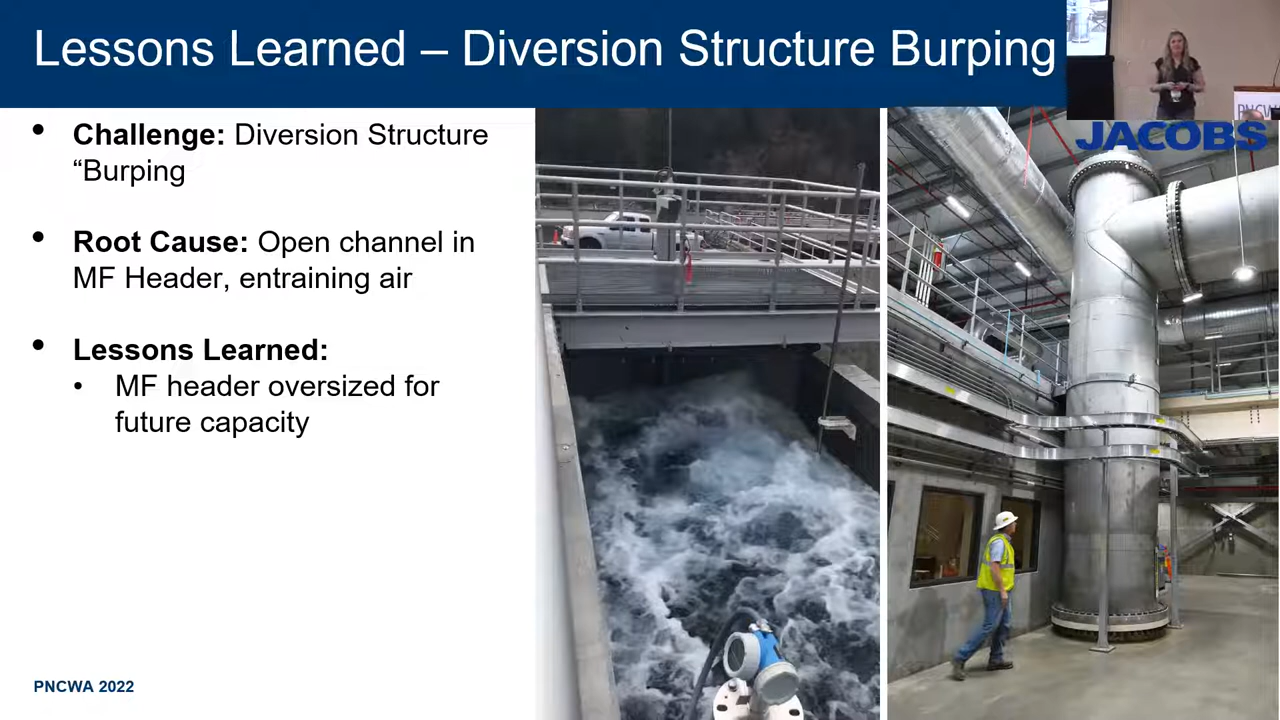 Lessons Learned – Diversion Structure Burping
JACOBS
• Challenge: Diversion Structure
“Burping
• Root Cause: Open channel in
MF Header, entraining air
• Lessons Learned:
• MF header oversized for
future capacity
PNCWA 2022